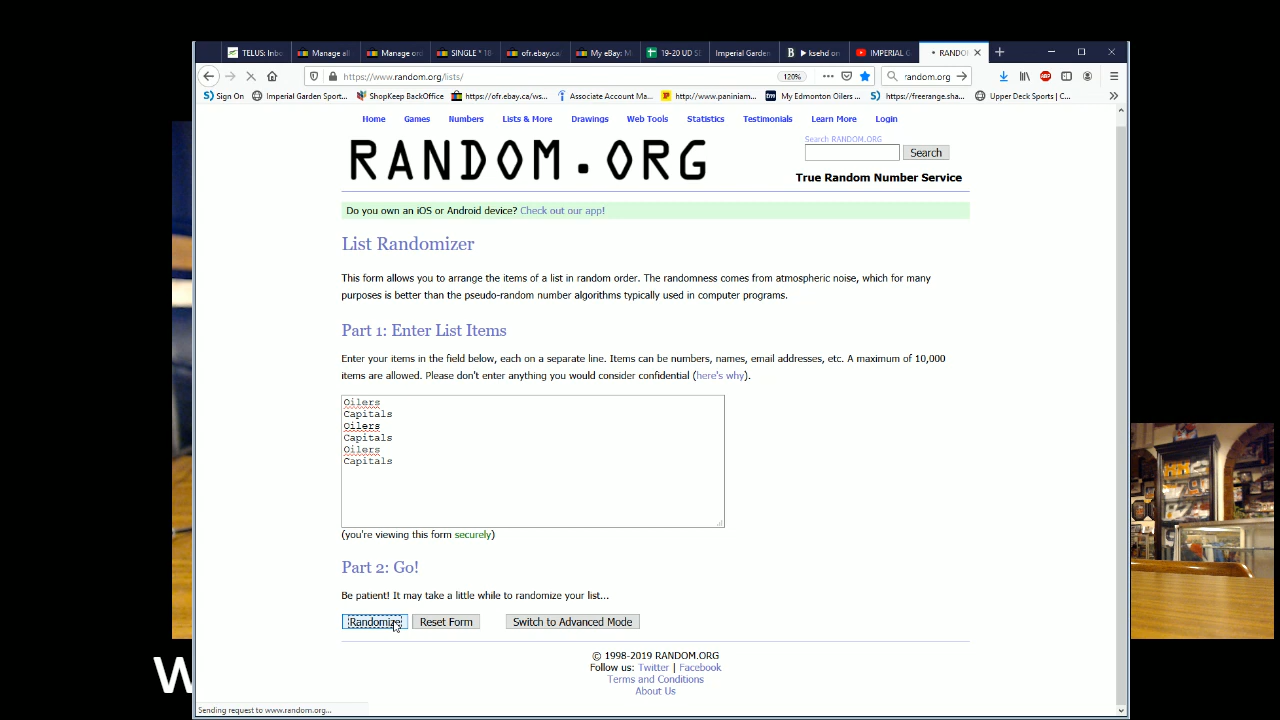 TELUS: Inbo
Manage all
Manage ord
SINGLE * 18-
ofr.ebay.ca/
My eBay: M
19-20 UD S
Imperial Garden
ksehd on
IMPERIAL G
RANDO
https://www.random.org/lists/
120%
random.org
Sign On
Imperial Garden Sport...
ShopKeep BackOffice
https://ofr.ebay.ca/ws...
Associate Account Ma...
http://www.paniniam...
My Edmonton Oilers ...
https://freerange.sha...
Upper Deck Sports | C...
Home Games Numbers Lists & More Drawings Web Tools Statistics Testimonials Learn More Login
RANDOM.ORG
Search RANDOM.ORG
Search
True Random Number Service
Do you own an iOS or Android device? Check out our app!
List Randomizer
This form allows you to arrange the items of a list in random order. The randomness comes from atmospheric noise, which for many
purposes is better than the pseudo-random number algorithms typically used in computer programs.
Part 1: Enter List Items
Enter your items in the field below, each on a separate line. Items can be numbers, names, email addresses, etc. A maximum of 10,000
items are allowed. Please don't enter anything you would consider confidential (here's why).
Oilers
Capitals
Oilers
Capitals
Oilers
Capitals
(you're viewing this form securely)
Part 2: Go!
Be patient! It may take a little while to randomize your list...
Randomize Reset Form Switch to Advanced Mode
© 1998-2019 RANDOM.ORG
Follow us: Twitter | Facebook
Terms and Conditions
About Us
Sending request to www.random.org...
W